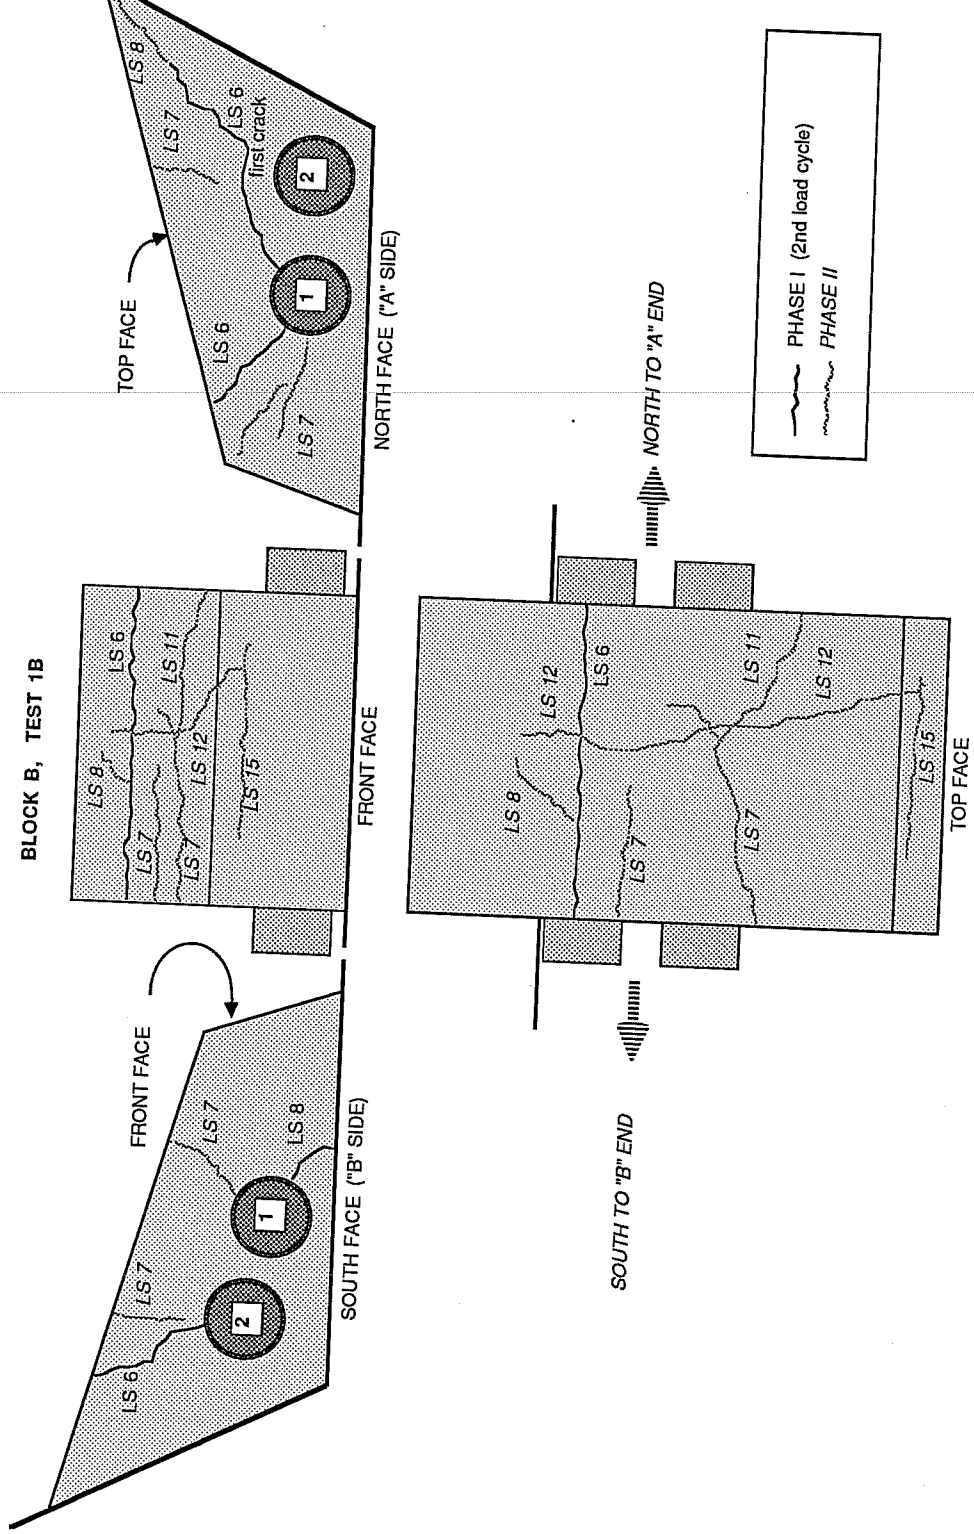 BLOCK B, TEST 1B
FRONT FACE
LS 6
LS 7
2
LS 7
1
LS 8
SOUTH FACE ("B" SIDE)
LS 8
LS 6
LS 7
LS 11
LS 7
LS 12
LS 15
FRONT FACE
TOP FACE
LS 8
LS 7
LS 6
first crack
LS 6
LS 7
1
2
NORTH FACE ("A" SIDE)
SOUTH TO "B" END
LS 12
LS 8
LS 6
LS 7
LS 11
LS 7
LS 12
LS 15
TOP FACE
NORTH TO "A" END
PHASE I (2nd load cycle)
PHASE II